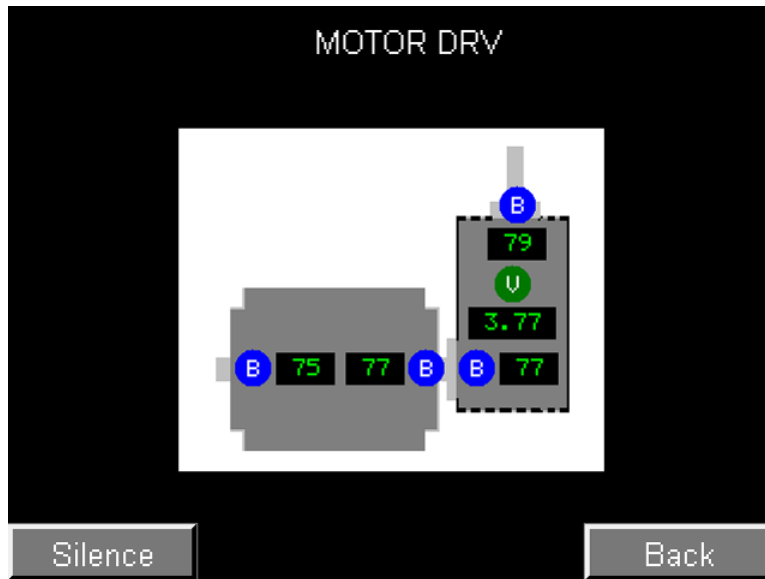 MOTOR DRV
B
79
V
3.77
B 75 77 B B 77
Silence Back